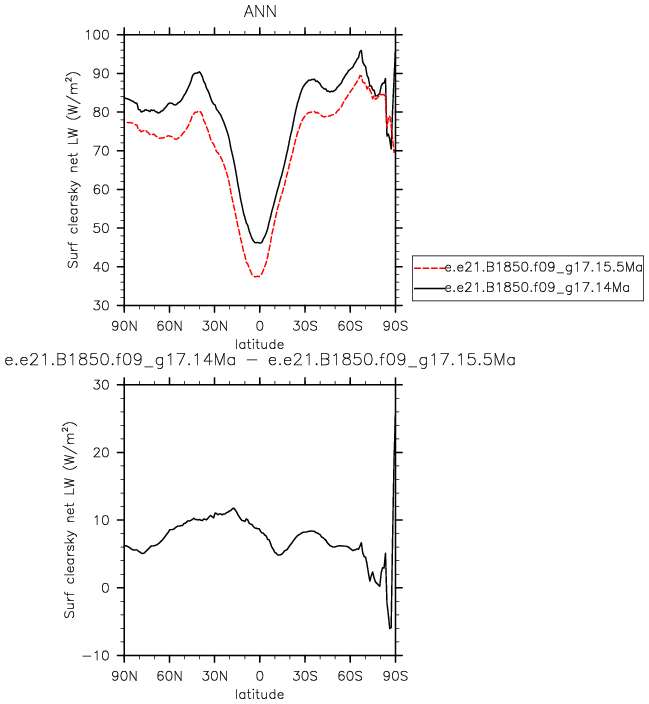 ANN
Surf clearsky net LW (W/m²)
100
90
80
70
60
50
40
30
90N 60N 30N 0 30S 60S 90S
latitude
e.e21.B1850.f09_g17.15.5Ma
e.e21.B1850.f09_g17.14Ma
e.e21.B1850.f09_g17.14Ma − e.e21.B1850.f09_g17.15.5Ma
Surf clearsky net LW (W/m²)
30
20
10
0
−10
90N 60N 30N 0 30S 60S 90S
latitude